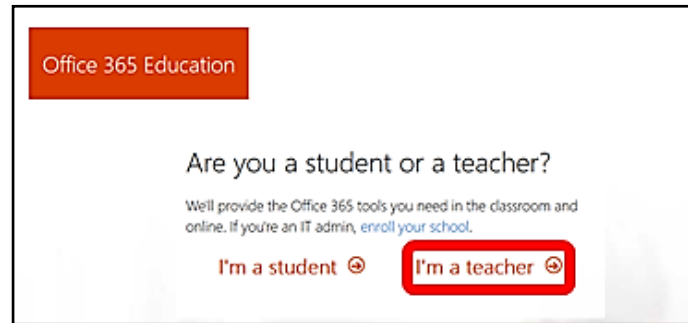 Office 365 Education
Are you a student or a teacher?
We'll provide the Office 365 tools you need in the classroom and
online. If you're an IT admin, enroll your school.
I'm a student
I'm a teacher